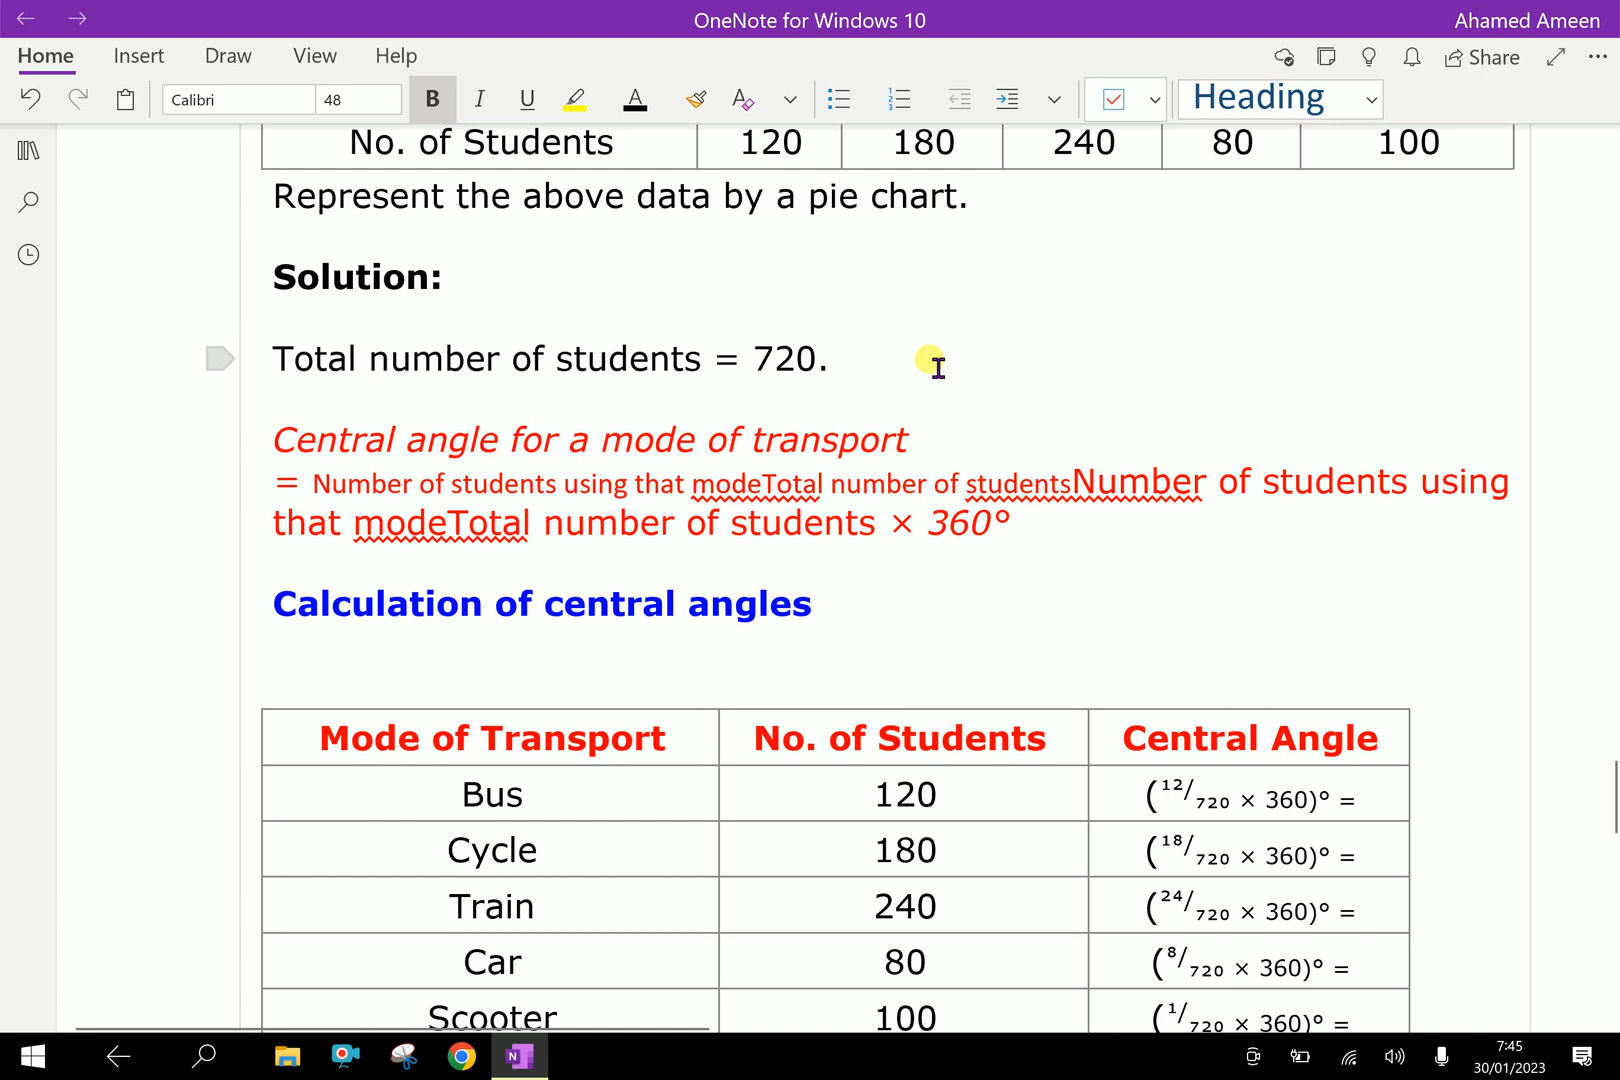 OneNote for Windows 10
Ahamed Ameen
Home Insert Draw View Help
Share
Calibri 48 B I U A A Heading
No. of Students 120 180 240 80 100
Represent the above data by a pie chart.
Solution:
Total number of students = 720.
Central angle for a mode of transport
= Number of students using that modeTotal number of studentsNumber of students using
that modeTotal number of students × 360°
Calculation of central angles
Mode of Transport No. of Students Central Angle
Bus 120 (12/720 × 360)° =
Cycle 180 (18/720 × 360)° =
Train 240 (24/720 × 360)° =
Car 80 (8/720 × 360)° =
Scooter 100 (1/720 × 360)° =
7:45
30/01/2023